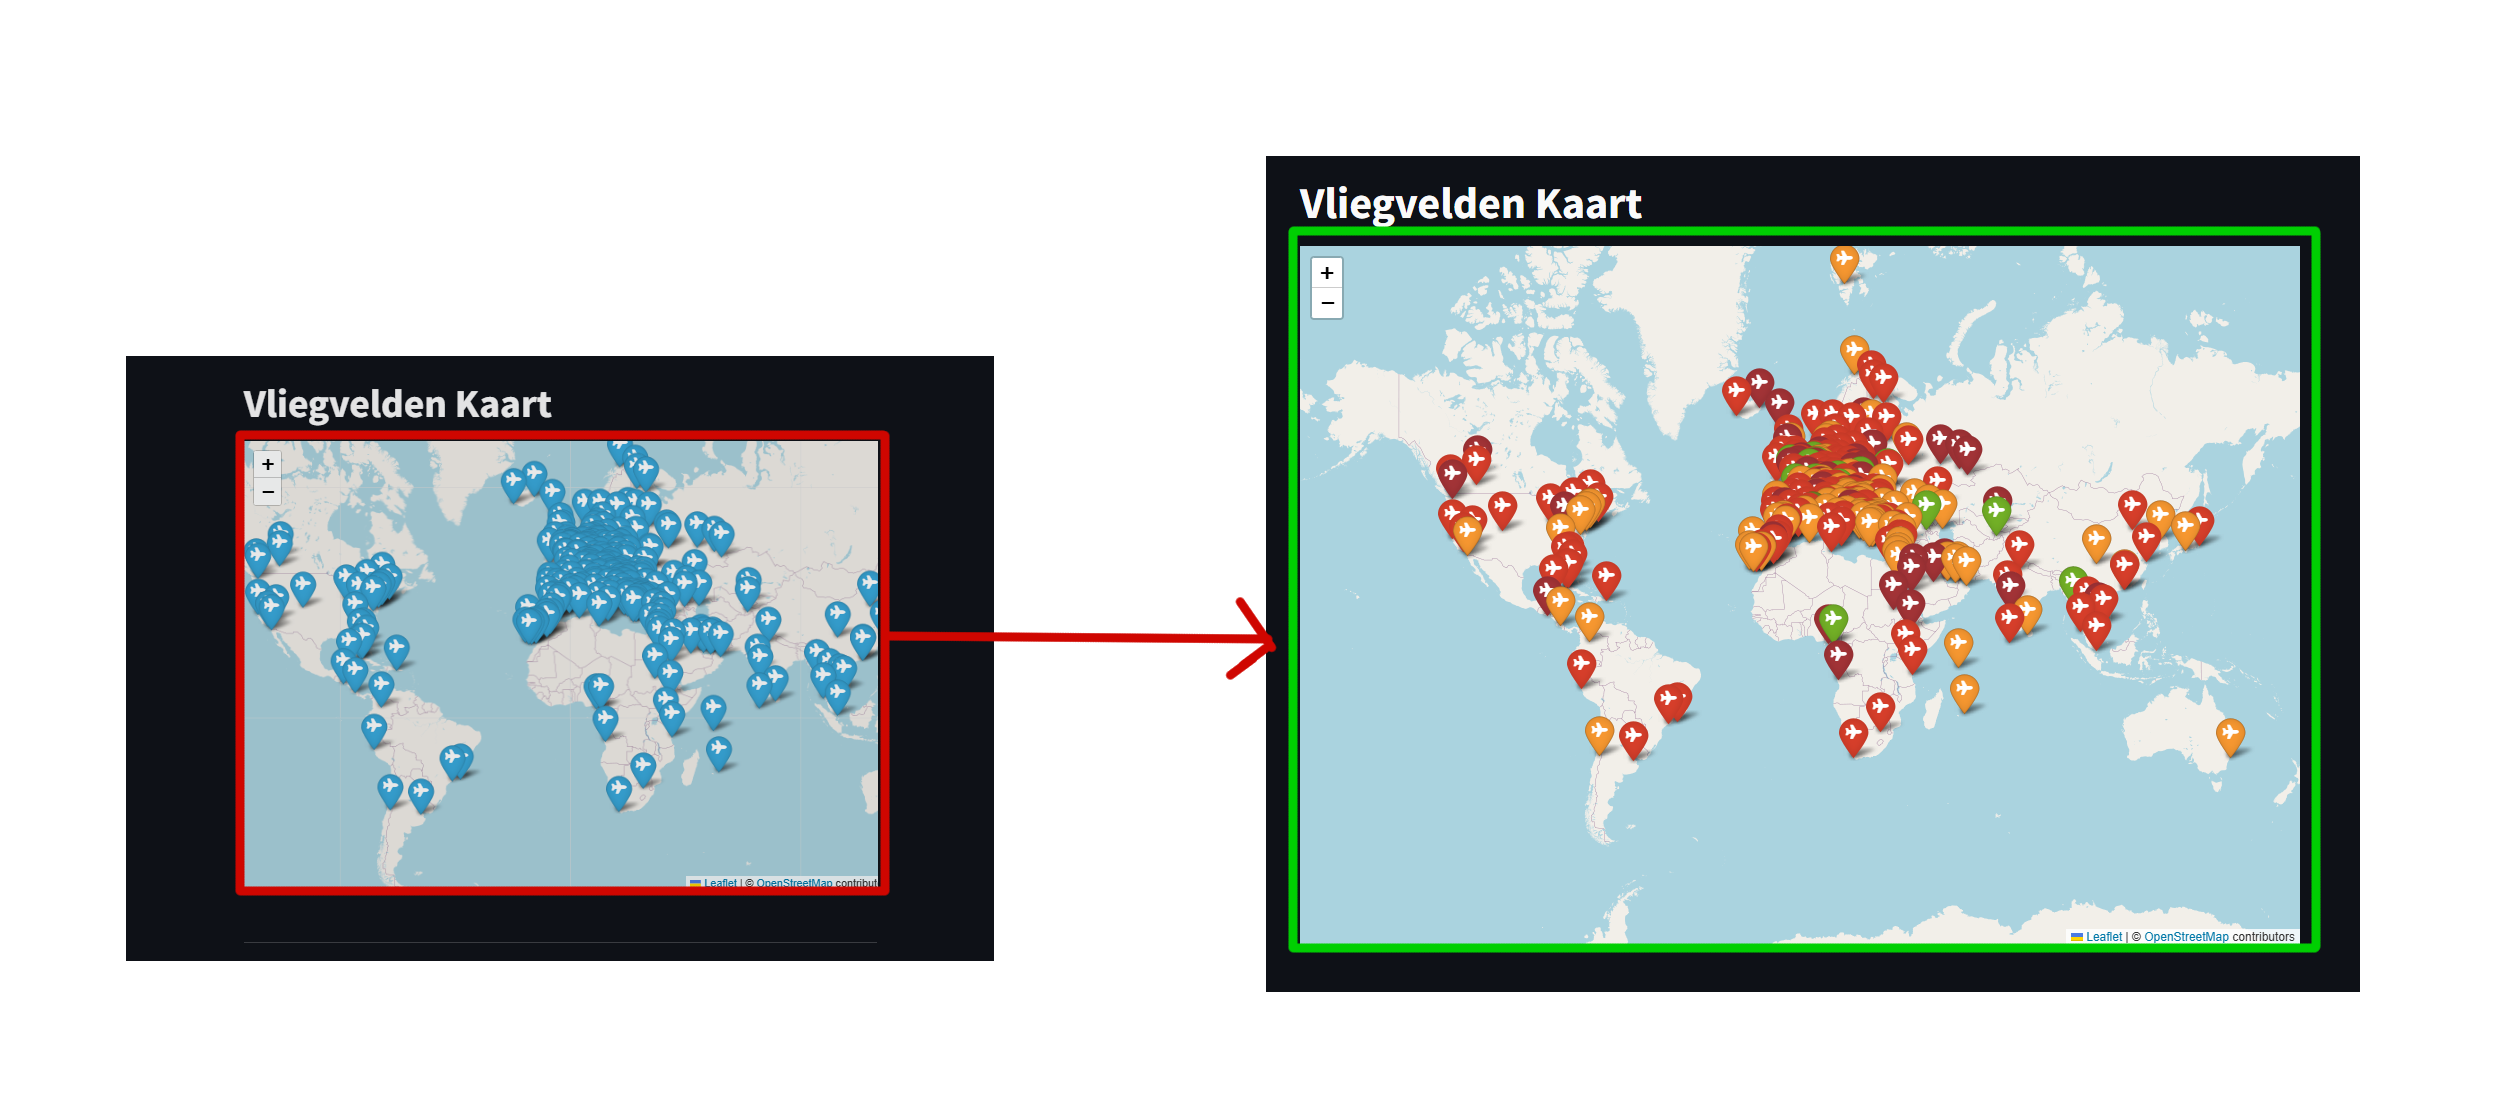 Vliegvelden Kaart
+
−
Leaflet | © OpenStreetMap contribut
Vliegvelden Kaart
+
−
Leaflet | © OpenStreetMap contributors